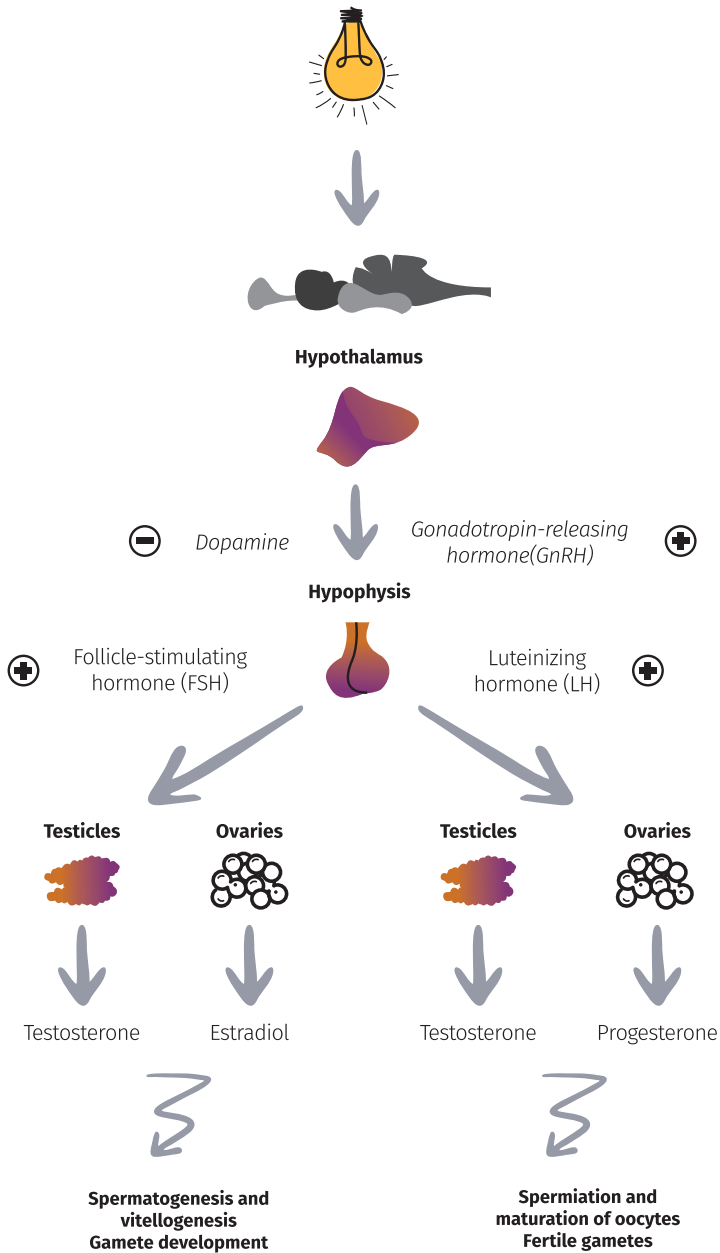 Hypothalamus
Dopamine
Gonadotropin-releasing
hormone(GnRH)
Hypophysis
Follicle-stimulating
hormone (FSH)
Luteinizing
hormone (LH)
Testicles
Ovaries
Testicles
Ovaries
Testosterone
Estradiol
Testosterone
Progesterone
Spermatogenesis and
vitellogenesis
Gamete development
Spermiation and
maturation of oocytes
Fertile gametes